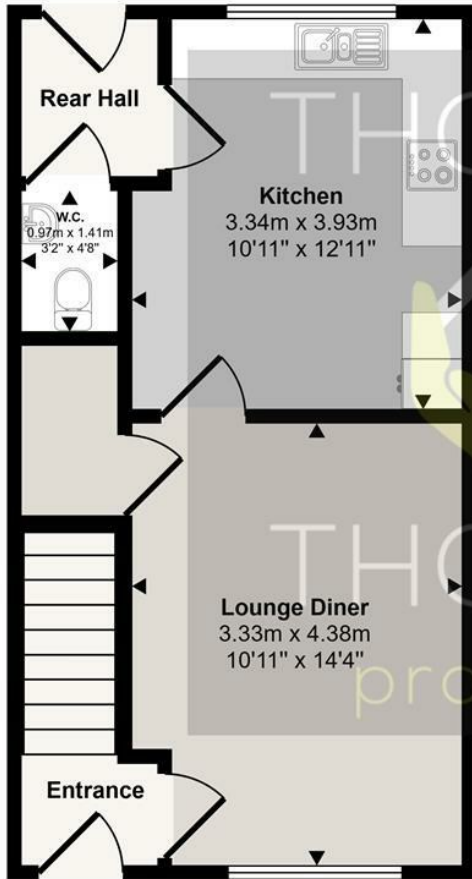 Rear Hall
Kitchen
3.34m x 3.93m
10'11" x 12'11"
W.C.
0.97m x 1.41m
3'2" x 4'8"
Lounge Diner
3.33m x 4.38m
10'11" x 14'4"
Entrance